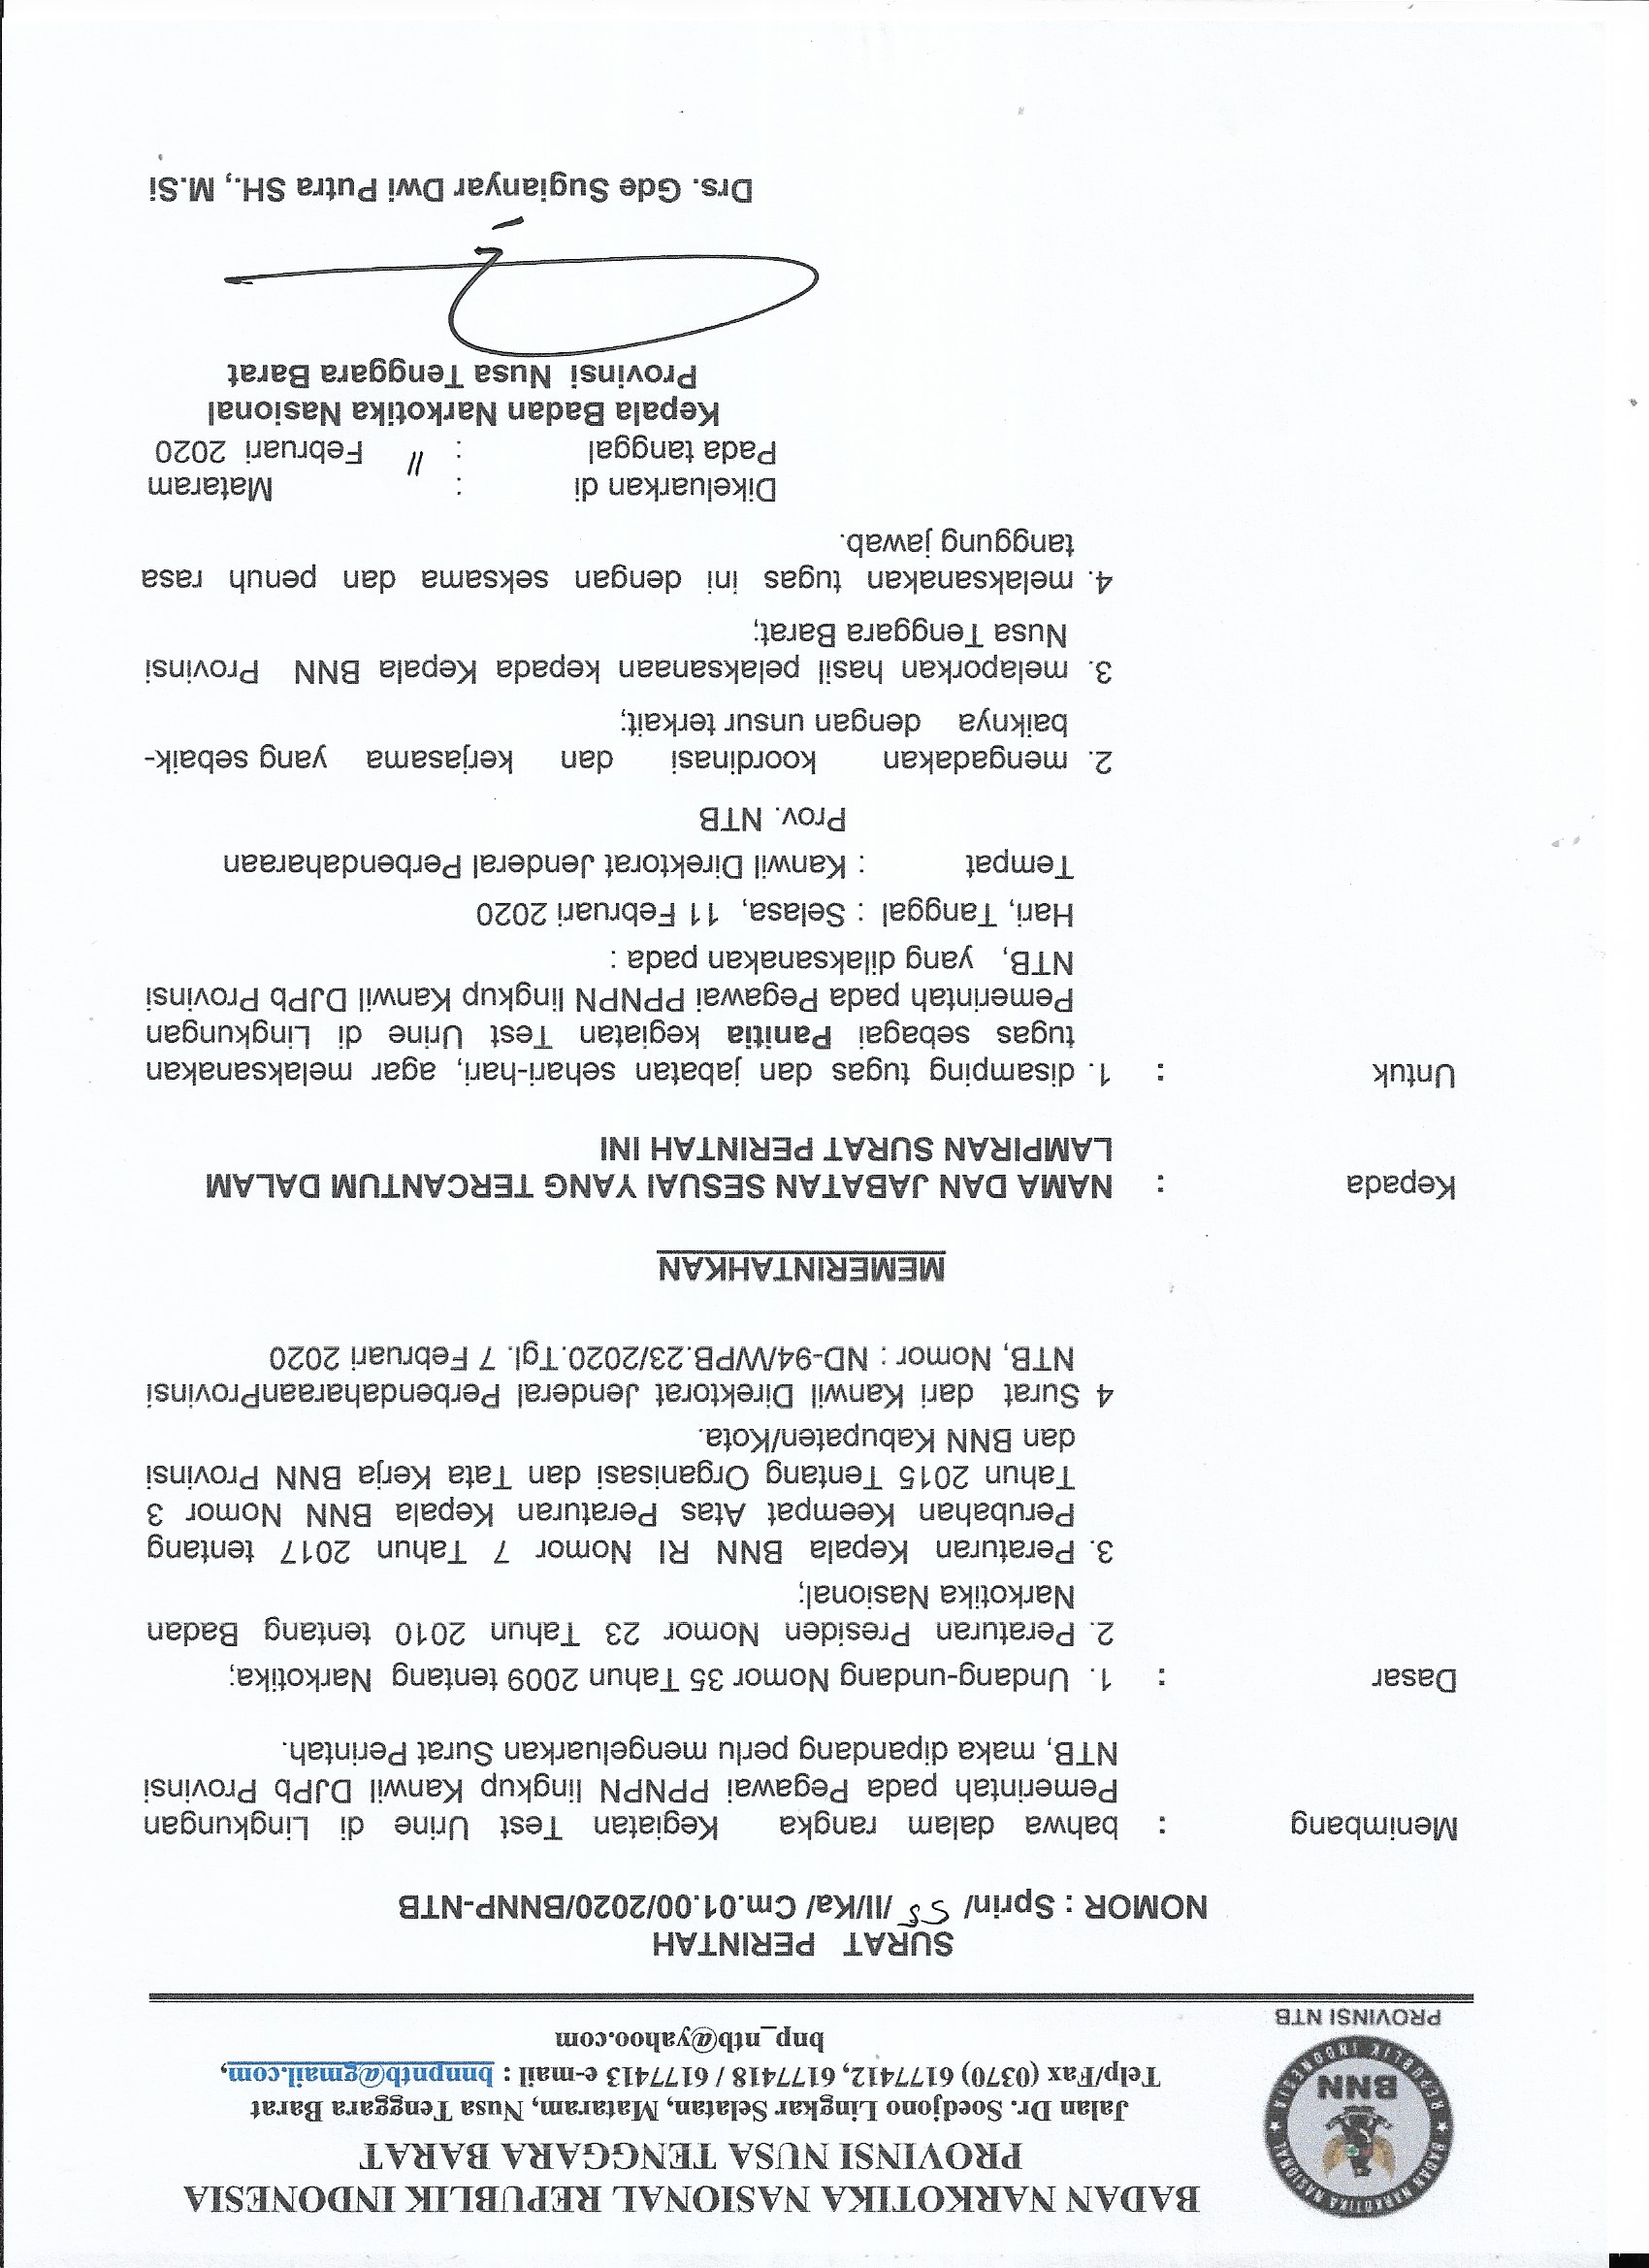 BADAN NARKOTIKA NASIONAL REPUBLIK INDONESIA
PROVINSI NUSA TENGGARA BARAT
Jalan Dr. Soedjono Lingkar Selatan, Mataram, Nusa Tenggara Barat
Telp/Fax (0370) 6177412, 6177418 / 6177413 e-mail : bnnpntb@gmail.com,
bnp_ntb@yahoo.com
BADAN NARKOTIKA NASIONAL
BNN
REPUBLIK INDONESIA
PROVINSI NTB
SURAT PERINTAH
NOMOR : Sprin/ 55 /II/Ka/ Cm.01.00/2020/BNNP-NTB
Menimbang : bahwa dalam rangka Kegiatan Test Urine di Lingkungan
Pemerintah pada Pegawai PPNPN lingkup Kanwil DJPb Provinsi
NTB, maka dipandang perlu mengeluarkan Surat Perintah.
Dasar : 1. Undang-undang Nomor 35 Tahun 2009 tentang Narkotika;
2. Peraturan Presiden Nomor 23 Tahun 2010 tentang Badan
Narkotika Nasional;
3. Peraturan Kepala BNN RI Nomor 7 Tahun 2017 tentang
Perubahan Keempat Atas Peraturan Kepala BNN Nomor 3
Tahun 2015 Tentang Organisasi dan Tata Kerja BNN Provinsi
dan BNN Kabupaten/Kota.
4 Surat dari Kanwil Direktorat Jenderal PerbendaharaanProvinsi
NTB, Nomor : ND-94/WPB.23/2020.Tgl. 7 Februari 2020
MEMERINTAHKAN
Kepada : NAMA DAN JABATAN SESUAI YANG TERCANTUM DALAM
LAMPIRAN SURAT PERINTAH INI
Untuk : 1. disamping tugas dan jabatan sehari-hari, agar melaksanakan
tugas sebagai Panitia kegiatan Test Urine di Lingkungan
Pemerintah pada Pegawai PPNPN lingkup Kanwil DJPb Provinsi
NTB, yang dilaksanakan pada :
Hari, Tanggal : Selasa, 11 Februari 2020
Tempat : Kanwil Direktorat Jenderal Perbendaharaan
Prov. NTB
2. mengadakan koordinasi dan kerjasama yang sebaik-
baiknya dengan unsur terkait;
3. melaporkan hasil pelaksanaan kepada Kepala BNN Provinsi
Nusa Tenggara Barat;
4. melaksanakan tugas ini dengan seksama dan penuh rasa
tanggung jawab.
Dikeluarkan di : Mataram
Pada tanggal : 11 Februari 2020
Kepala Badan Narkotika Nasional
Provinsi Nusa Tenggara Barat
Drs. Gde Sugianyar Dwi Putra SH., M.Si